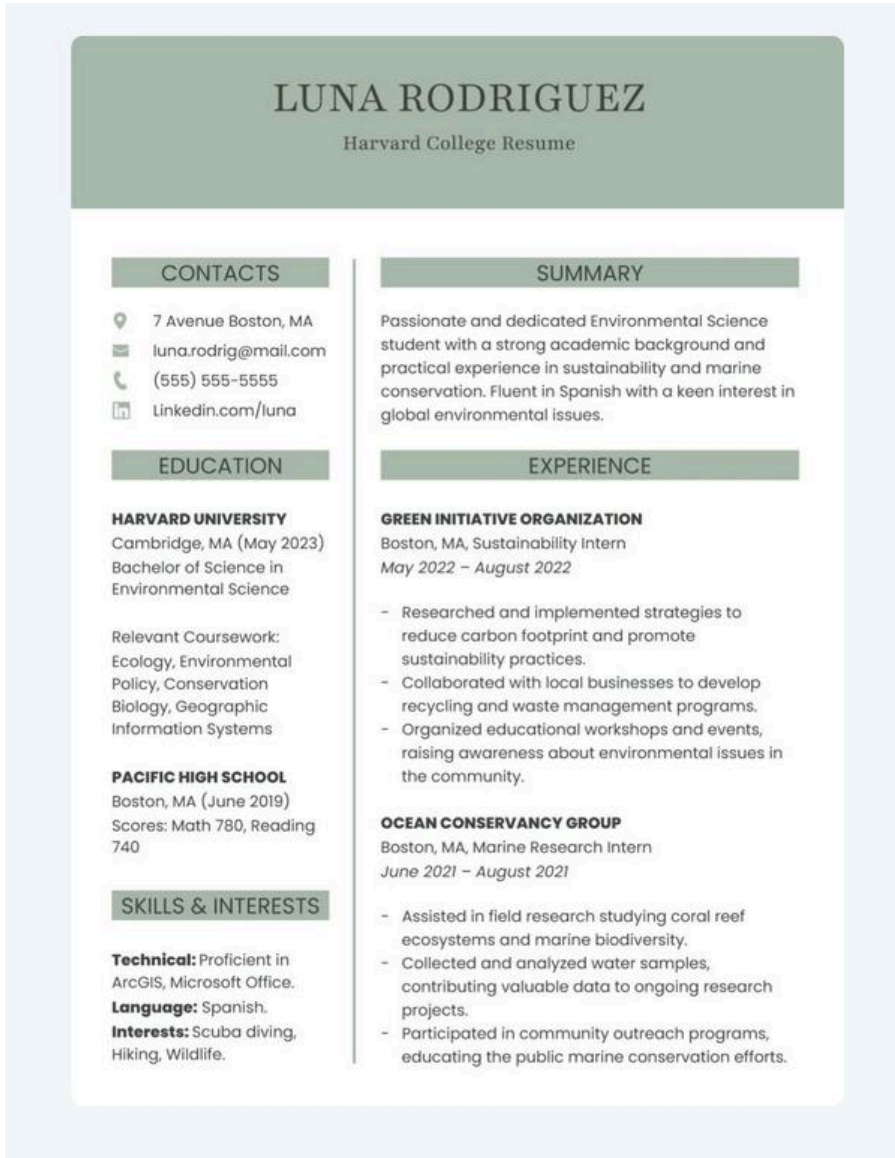 LUNA RODRIGUEZ
Harvard College Resume
CONTACTS
7 Avenue Boston, MA
luna.rodrig@mail.com
(555) 555-5555
Linkedin.com/luna
EDUCATION
HARVARD UNIVERSITY
Cambridge, MA (May 2023)
Bachelor of Science in
Environmental Science
Relevant Coursework:
Ecology, Environmental
Policy, Conservation
Biology, Geographic
Information Systems
PACIFIC HIGH SCHOOL
Boston, MA (June 2019)
Scores: Math 780, Reading
740
SKILLS & INTERESTS
Technical: Proficient in
ArcGIS, Microsoft Office.
Language: Spanish.
Interests: Scuba diving,
Hiking, Wildlife.
SUMMARY
Passionate and dedicated Environmental Science
student with a strong academic background and
practical experience in sustainability and marine
conservation. Fluent in Spanish with a keen interest in
global environmental issues.
EXPERIENCE
GREEN INITIATIVE ORGANIZATION
Boston, MA, Sustainability Intern
May 2022 – August 2022
- Researched and implemented strategies to
reduce carbon footprint and promote
sustainability practices.
- Collaborated with local businesses to develop
recycling and waste management programs.
- Organized educational workshops and events,
raising awareness about environmental issues in
the community.
OCEAN CONSERVANCY GROUP
Boston, MA, Marine Research Intern
June 2021 – August 2021
- Assisted in field research studying coral reef
ecosystems and marine biodiversity.
- Collected and analyzed water samples,
contributing valuable data to ongoing research
projects.
- Participated in community outreach programs,
educating the public marine conservation efforts.